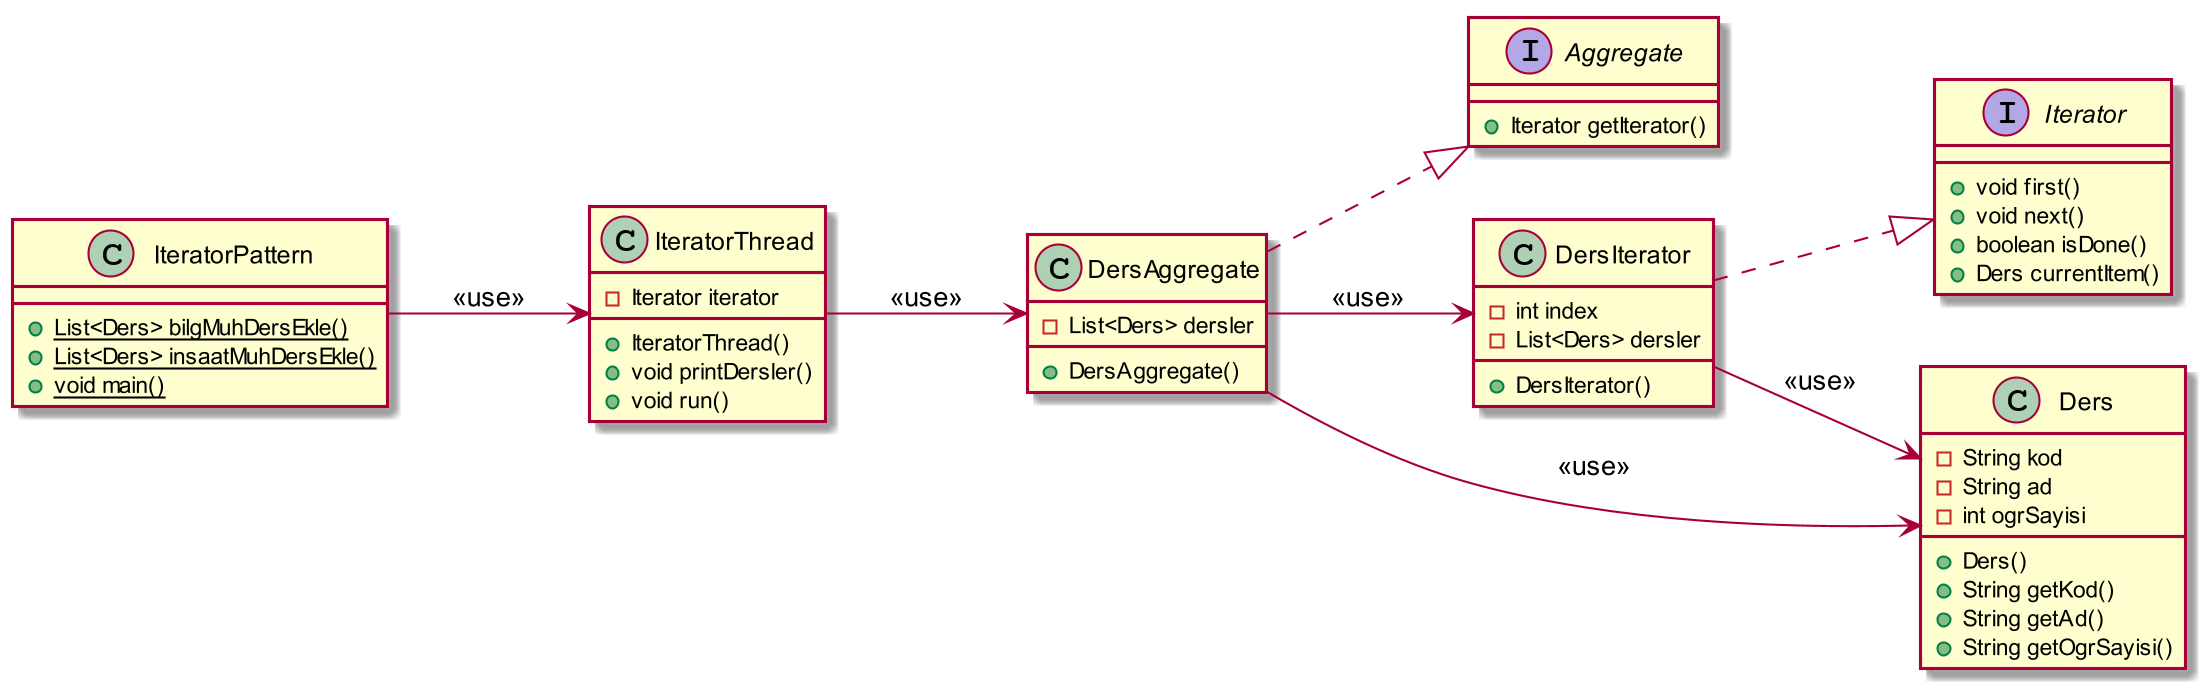 C IteratorPattern
List<Ders> bilgMuhDersEkle()
List<Ders> insaatMuhDersEkle()
void main()
«use»
C IteratorThread
Iterator iterator
IteratorThread()
void printDersler()
void run()
«use»
C DersAggregate
List<Ders> dersler
DersAggregate()
I Aggregate
Iterator getIterator()
«use»
C DersIterator
int index
List<Ders> dersler
DersIterator()
I Iterator
void first()
void next()
boolean isDone()
Ders currentItem()
«use»
«use»
C Ders
String kod
String ad
int ogrSayisi
Ders()
String getKod()
String getAd()
String getOgrSayisi()